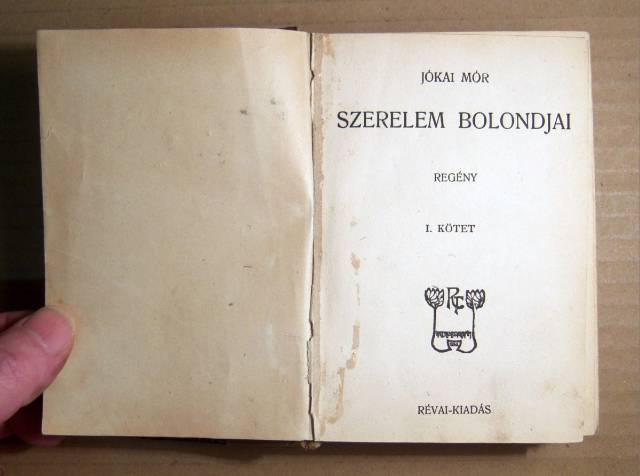 JÓKAI MÓR
SZERELEM BOLONDJAI
REGÉNY
I. KÖTET
RÉVAI-KIADÁS